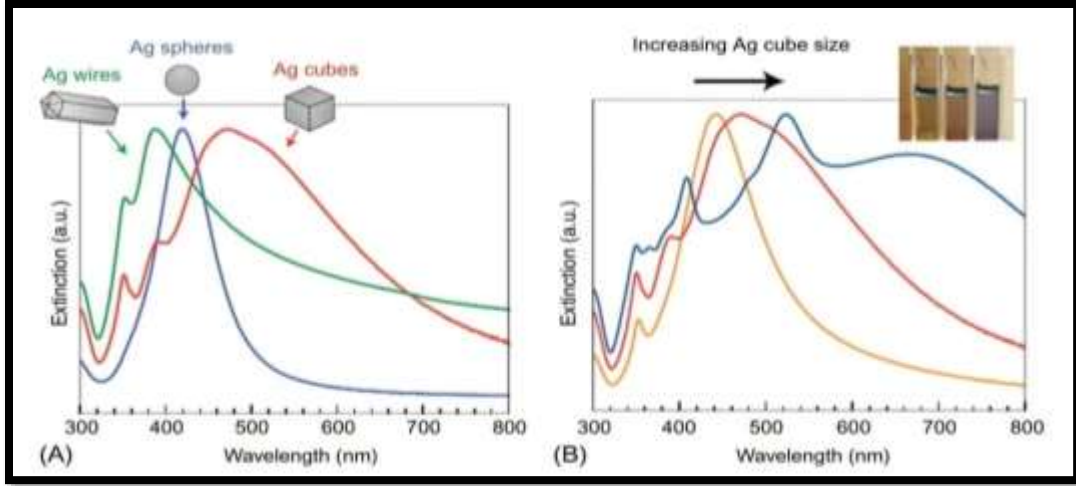 Ag spheres
Ag wires
Ag cubes
Extinction (a.u.)
300 400 500 600 700 800
Wavelength (nm)
(A)
Increasing Ag cube size
Extinction (a.u.)
300 400 500 600 700 800
Wavelength (nm)
(B)